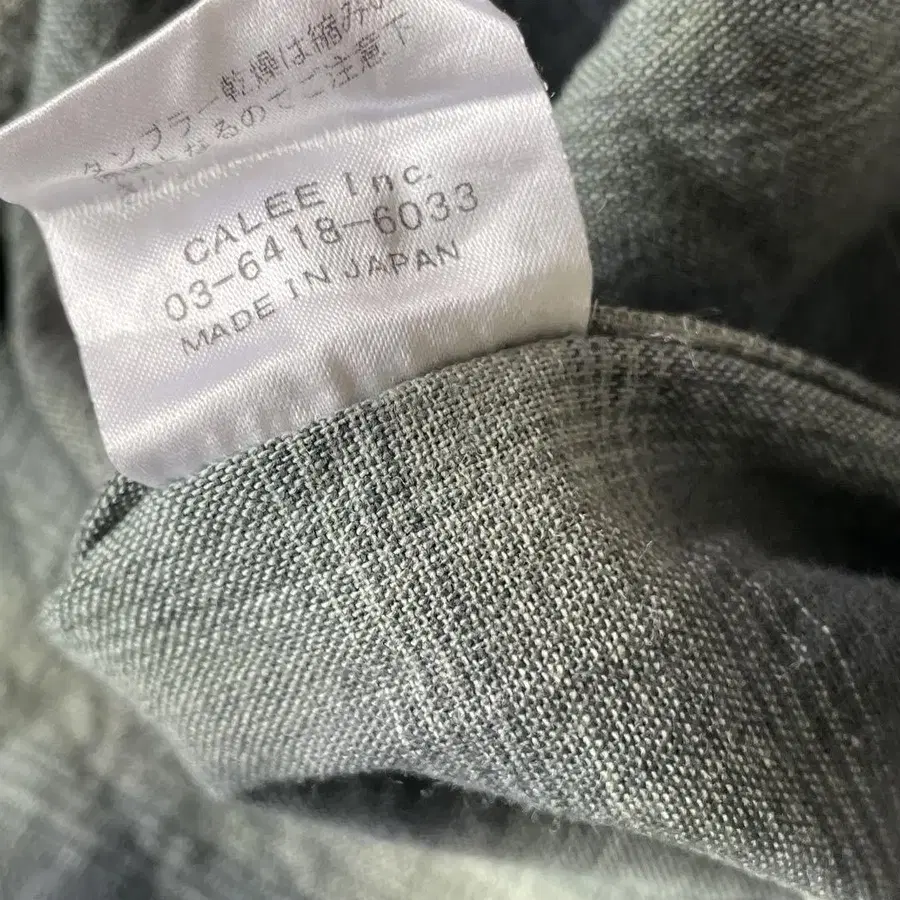 タンブラー乾燥は縮みの
なるのでご注意下
CALEE Inc.
03-6418-6033
MADE IN JAPAN